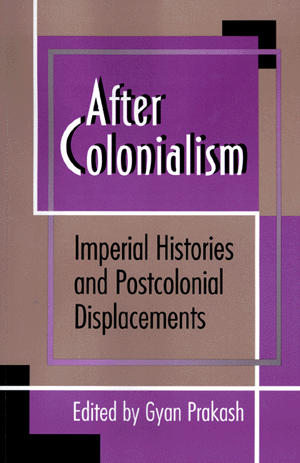 After
Colonialism
Imperial Histories
and Postcolonial
Displacements
Edited by Gyan Prakash